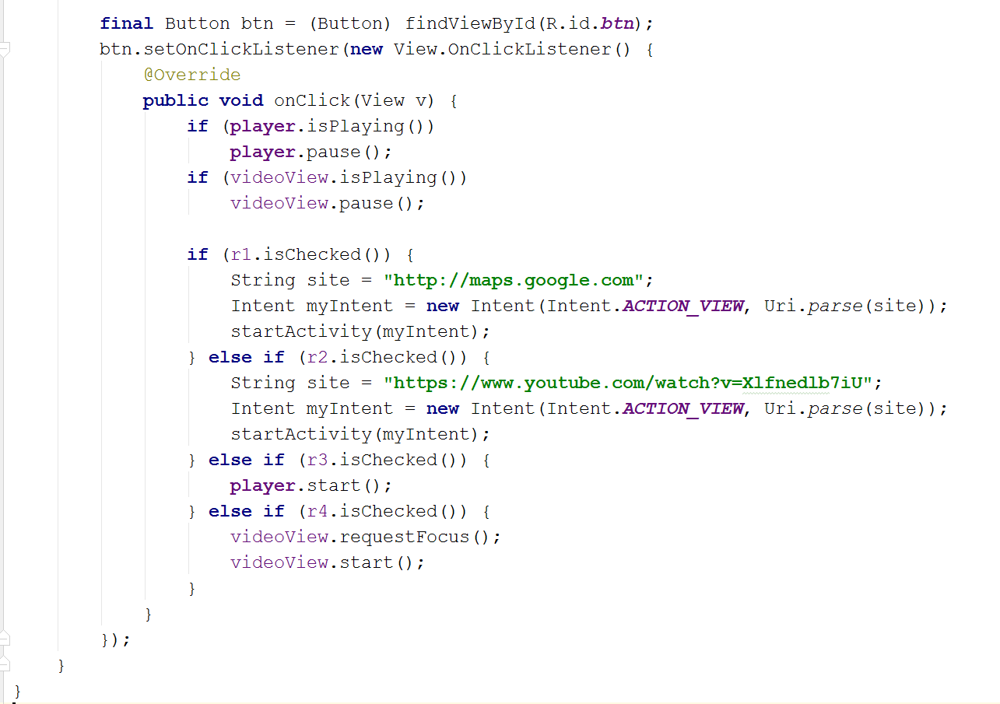 final Button btn = (Button) findViewById(R.id.btn);
btn.setOnClickListener(new View.OnClickListener() {
@Override
public void onClick(View v) {
if (player.isPlaying())
player.pause();
if (videoView.isPlaying())
videoView.pause();
if (r1.isChecked()) {
String site = "http://maps.google.com";
Intent myIntent = new Intent(Intent.ACTION_VIEW, Uri.parse(site));
startActivity(myIntent);
} else if (r2.isChecked()) {
String site = "https://www.youtube.com/watch?v=Xlfnedlb7iU";
Intent myIntent = new Intent(Intent.ACTION_VIEW, Uri.parse(site));
startActivity(myIntent);
} else if (r3.isChecked()) {
player.start();
} else if (r4.isChecked()) {
videoView.requestFocus();
videoView.start();
}
}
});
}
}